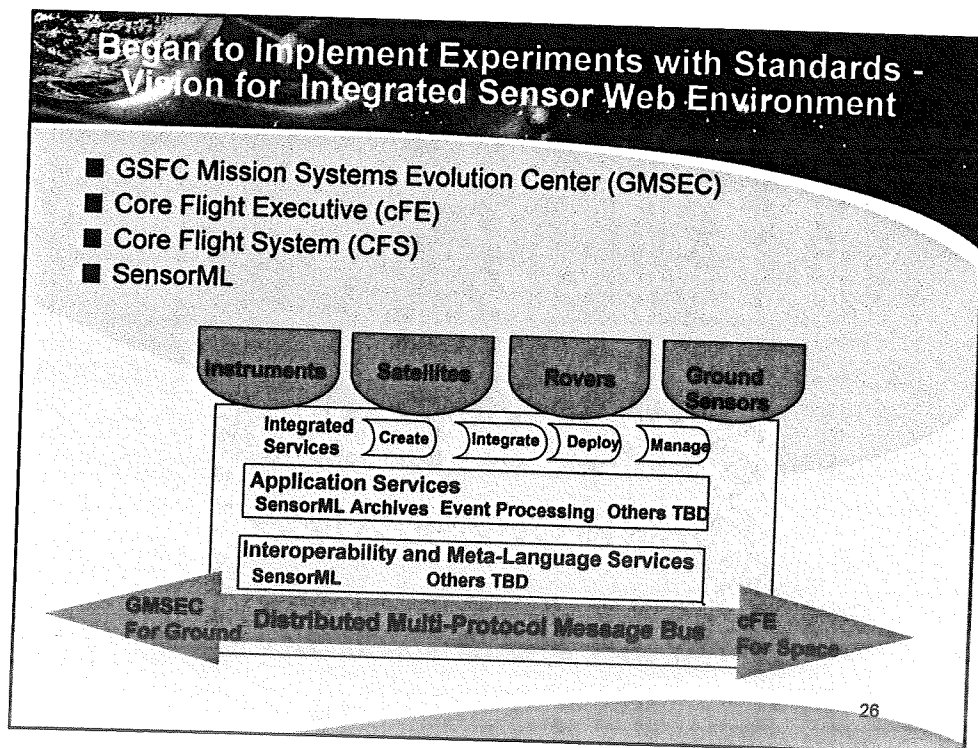 Began to Implement Experiments with Standards -
Vision for Integrated Sensor Web Environment
■ GSFC Mission Systems Evolution Center (GMSEC)
■ Core Flight Executive (cFE)
■ Core Flight System (CFS)
■ SensorML
Instruments
Satellites
Rovers
Ground
Sensors
Integrated
Services
Create
Integrate
Deploy
Manage
Application Services
SensorML Archives Event Processing Others TBD
Interoperability and Meta-Language Services
SensorML Others TBD
GMSEC
For Ground
Distributed Multi-Protocol Message Bus
cFE
For Space
26